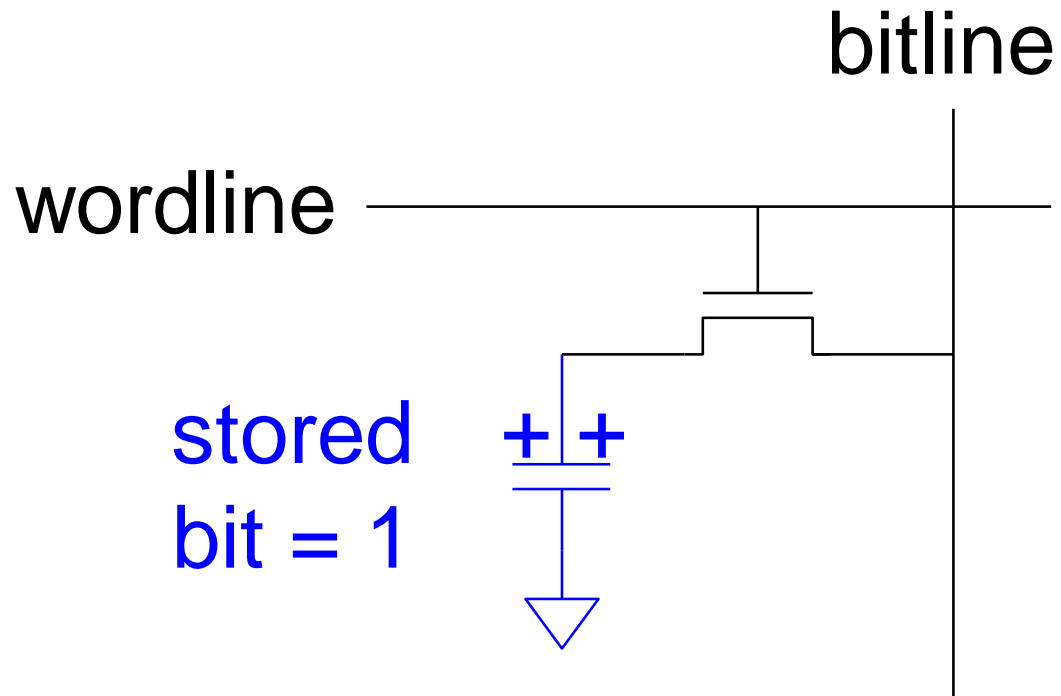 bitline
wordline
stored
+ +
bit = 1